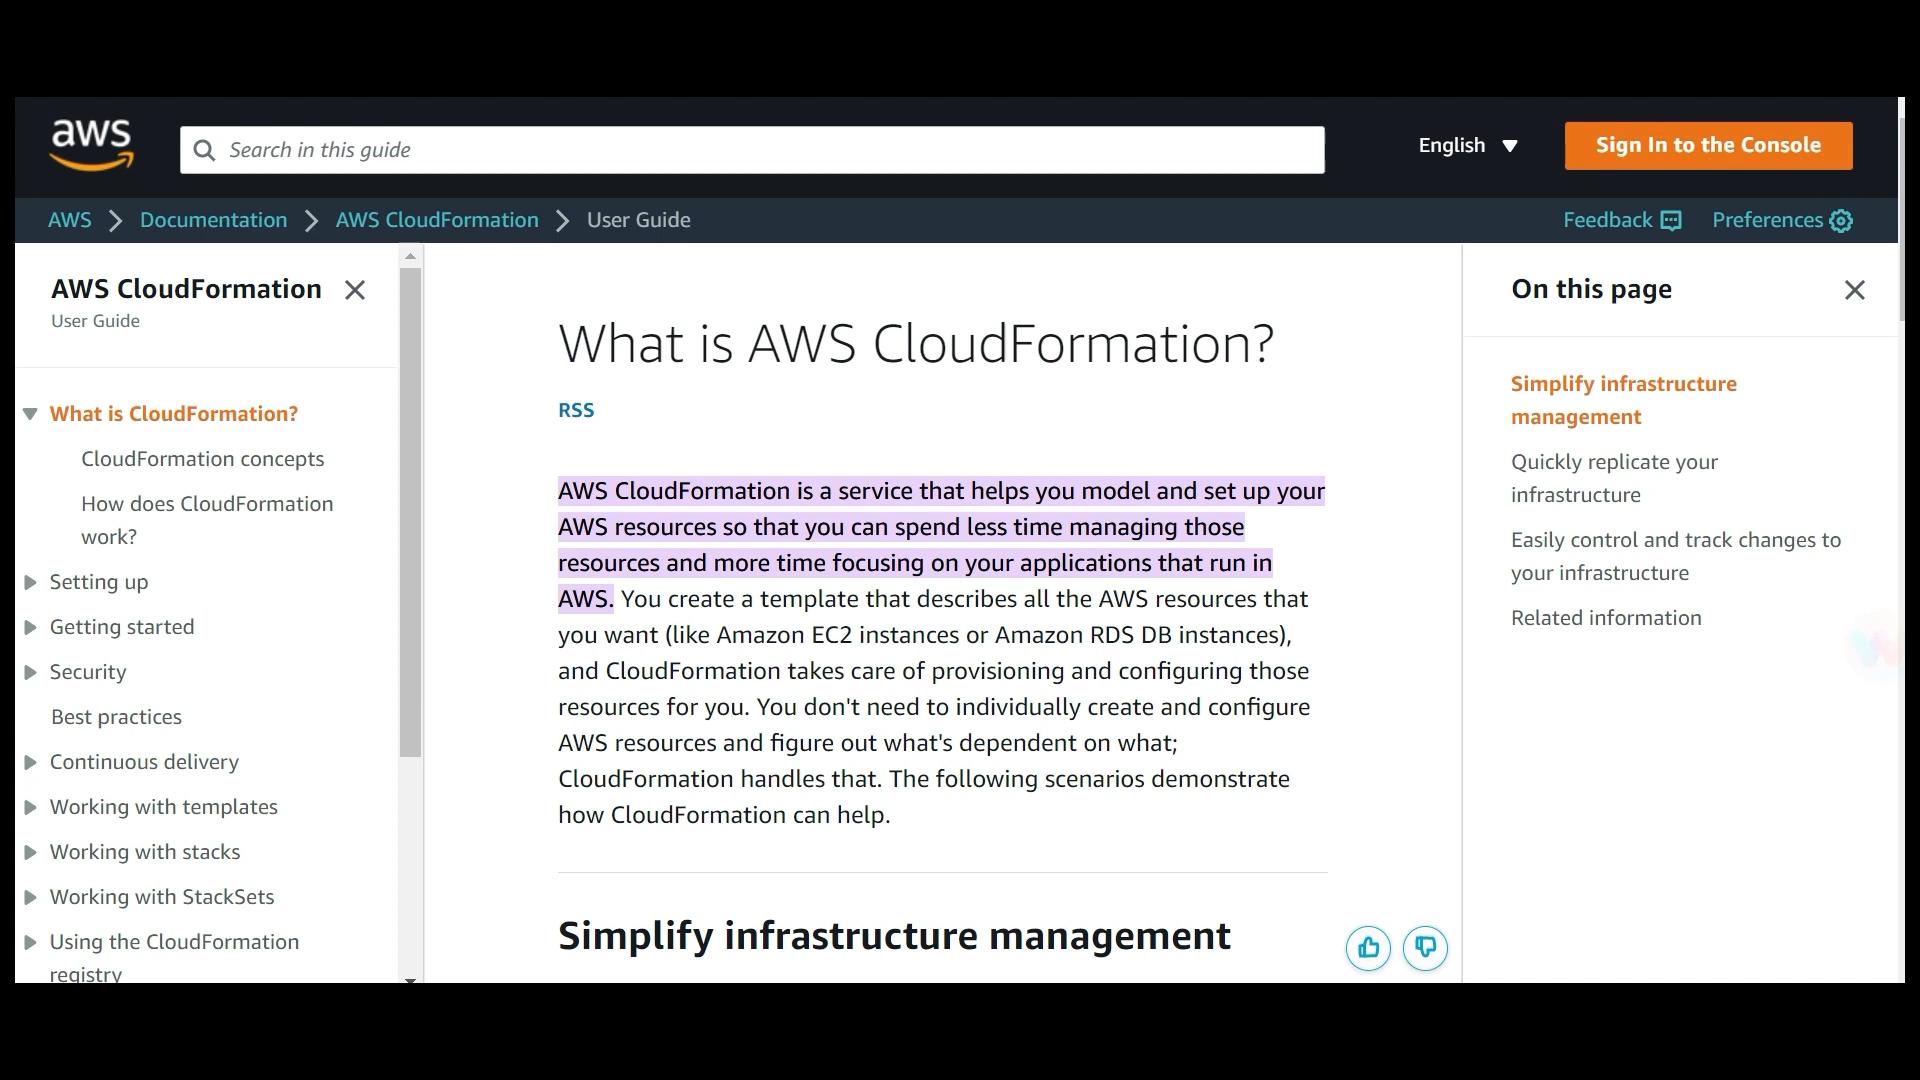 aws
Search in this guide
English
Sign In to the Console
AWS
Documentation
AWS CloudFormation
User Guide
Feedback
Preferences
AWS CloudFormation
User Guide
What is CloudFormation?
CloudFormation concepts
How does CloudFormation
work?
Setting up
Getting started
Security
Best practices
Continuous delivery
Working with templates
Working with stacks
Working with StackSets
Using the CloudFormation
registry
What is AWS CloudFormation?
RSS
AWS CloudFormation is a service that helps you model and set up your
AWS resources so that you can spend less time managing those
resources and more time focusing on your applications that run in
AWS. You create a template that describes all the AWS resources that
you want (like Amazon EC2 instances or Amazon RDS DB instances),
and CloudFormation takes care of provisioning and configuring those
resources for you. You don't need to individually create and configure
AWS resources and figure out what's dependent on what;
CloudFormation handles that. The following scenarios demonstrate
how CloudFormation can help.
Simplify infrastructure management
On this page
Simplify infrastructure
management
Quickly replicate your
infrastructure
Easily control and track changes to
your infrastructure
Related information